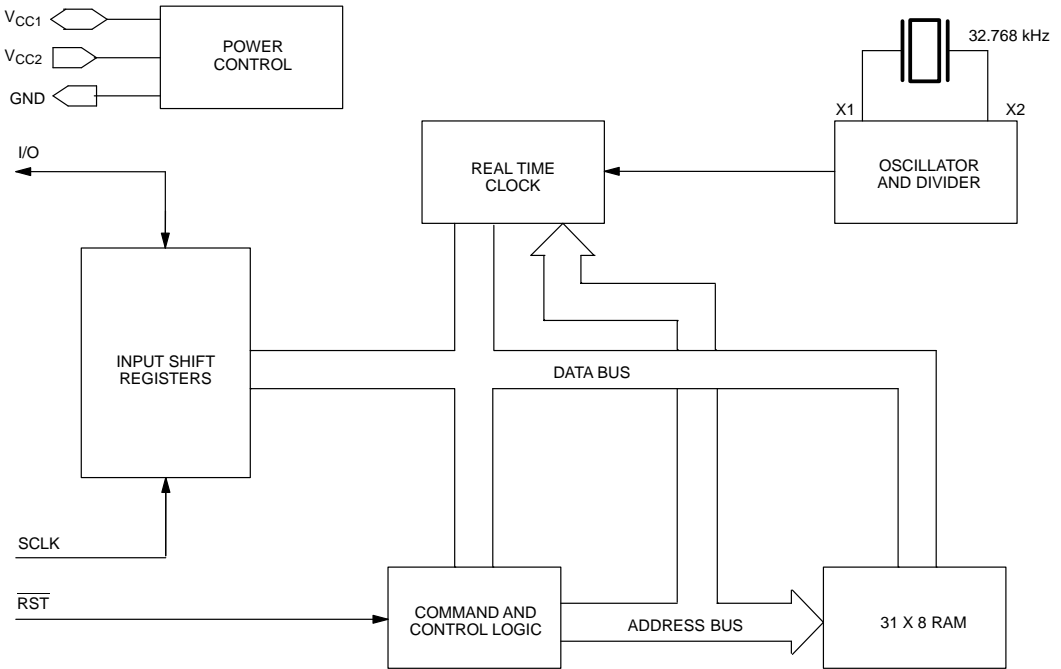 VCC1
VCC2
GND
POWER
CONTROL
32.768 kHz
X1
X2
I/O
REAL TIME
CLOCK
OSCILLATOR
AND DIVIDER
INPUT SHIFT
REGISTERS
DATA BUS
SCLK
R̅S̅T̅
COMMAND AND
CONTROL LOGIC
ADDRESS BUS
31 X 8 RAM